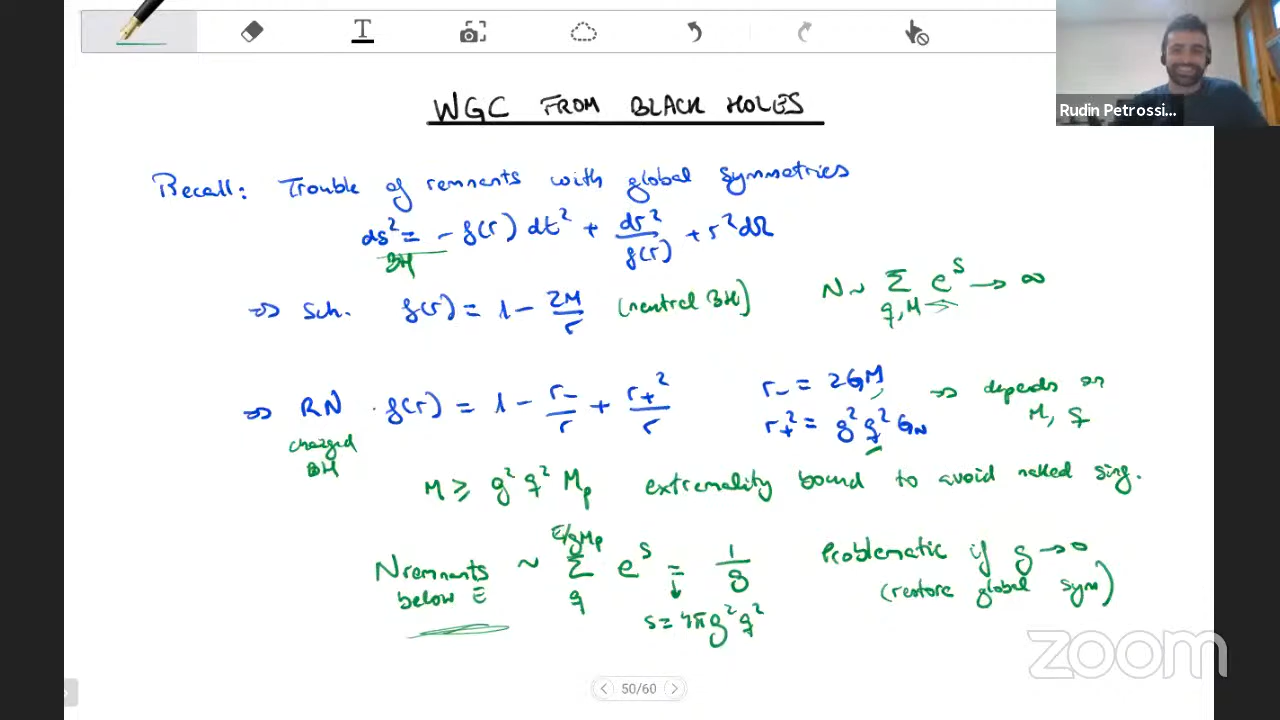 T
Rudin Petrossi...
WGC FROM BLACK HOLES
Recall: Trouble of remnants with global symmetries
ds² = - f(r) dt² + dr²/f(r) + r² dΩ
BH
⇒ Sch. f(r) = 1 - 2M/r (neutral BH) N ~ Σ e^S → ∞
q, M
⇒ RN f(r) = 1 - r₋/r + r₊²/r r₋ = 2GM, ⇒ depends on
charged BH r₊² = g² q² G_N M, q
M ≥ g² q² M_p extremality bound to avoid naked sing.
E/gM_p
N remnants ~ Σ e^S = 1/g Problematic if g → 0
below E q (restore global sym)
S = 4π g² q²
zoom
50/60